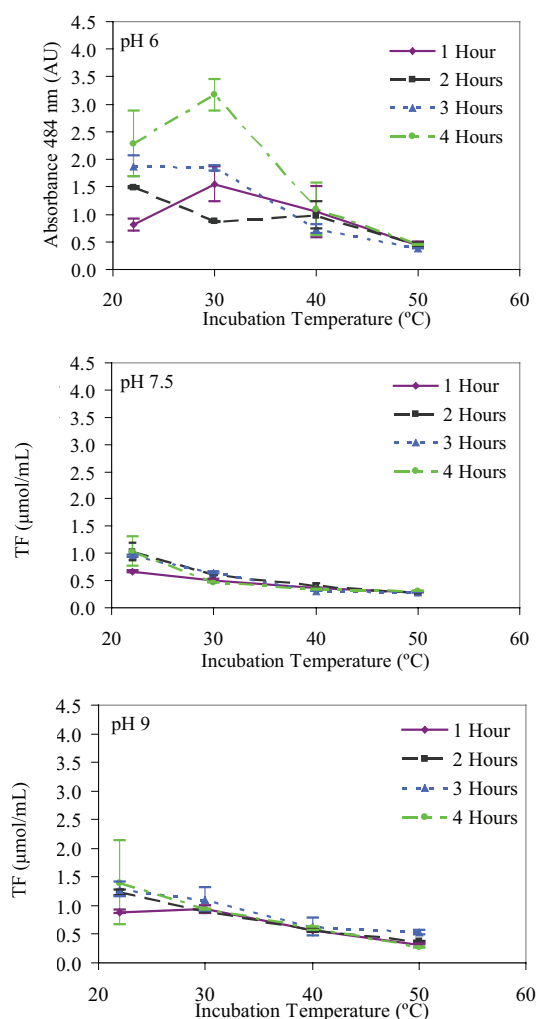 pH 6
4.5
4.0
3.5
3.0
2.5
2.0
1.5
1.0
0.5
0.0
Absorbance 484 nm (AU)
1 Hour
2 Hours
3 Hours
4 Hours
20 30 40 50 60
Incubation Temperature (ºC)
pH 7.5
4.5
4.0
3.5
3.0
2.5
2.0
1.5
1.0
0.5
0.0
TF (µmol/mL)
1 Hour
2 Hours
3 Hours
4 Hours
20 30 40 50 60
Incubation Temperature (ºC)
pH 9
4.5
4.0
3.5
3.0
2.5
2.0
1.5
1.0
0.5
0.0
TF (µmol/mL)
1 Hour
2 Hours
3 Hours
4 Hours
20 30 40 50 60
Incubation Temperature (ºC)